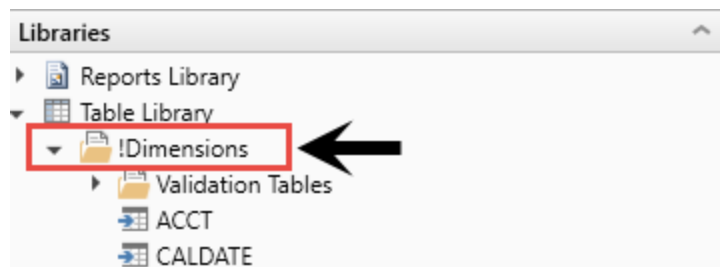 Libraries
Reports Library
Table Library
!Dimensions
Validation Tables
ACCT
CALDATE